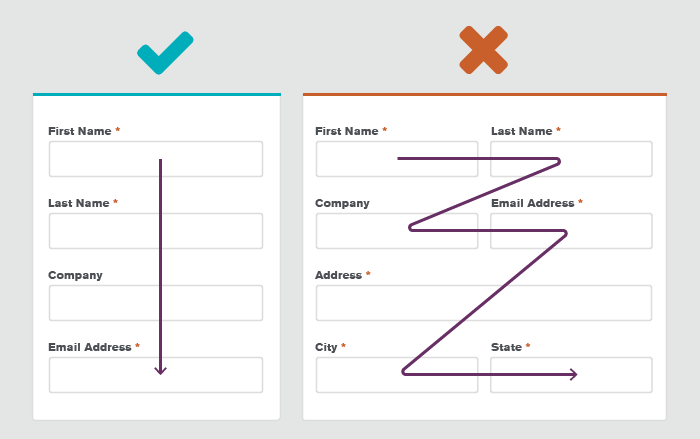 First Name *
Last Name *
Company
Email Address *
First Name *
Last Name *
Company
Email Address *
Address *
City *
State *